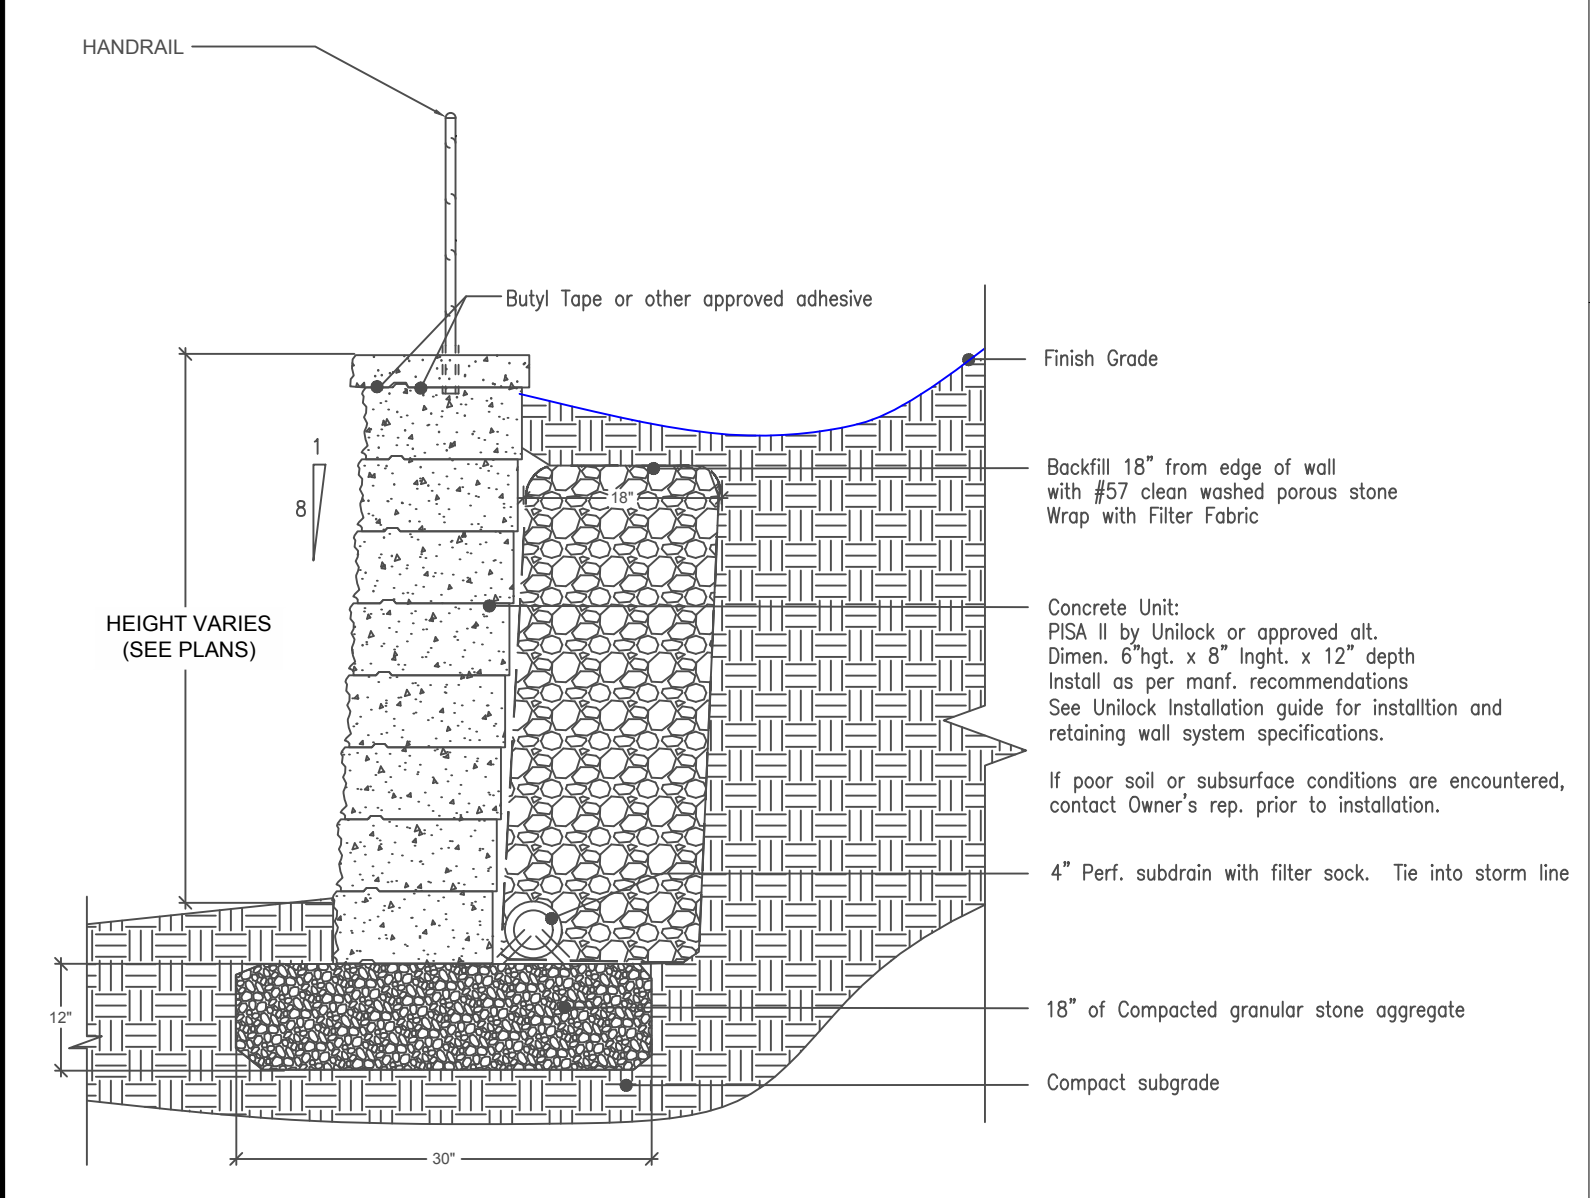 HANDRAIL
Butyl Tape or other approved adhesive
Finish Grade
1
8
18"
Backfill 18" from edge of wall
with #57 clean washed porous stone
Wrap with Filter Fabric
HEIGHT VARIES
(SEE PLANS)
Concrete Unit:
PISA II by Unilock or approved alt.
Dimen. 6"hgt. x 8" lnght. x 12" depth
Install as per manf. recommendations
See Unilock Installation guide for installtion and
retaining wall system specifications.
If poor soil or subsurface conditions are encountered,
contact Owner's rep. prior to installation.
4" Perf. subdrain with filter sock. Tie into storm line
12"
18" of Compacted granular stone aggregate
Compact subgrade
30"